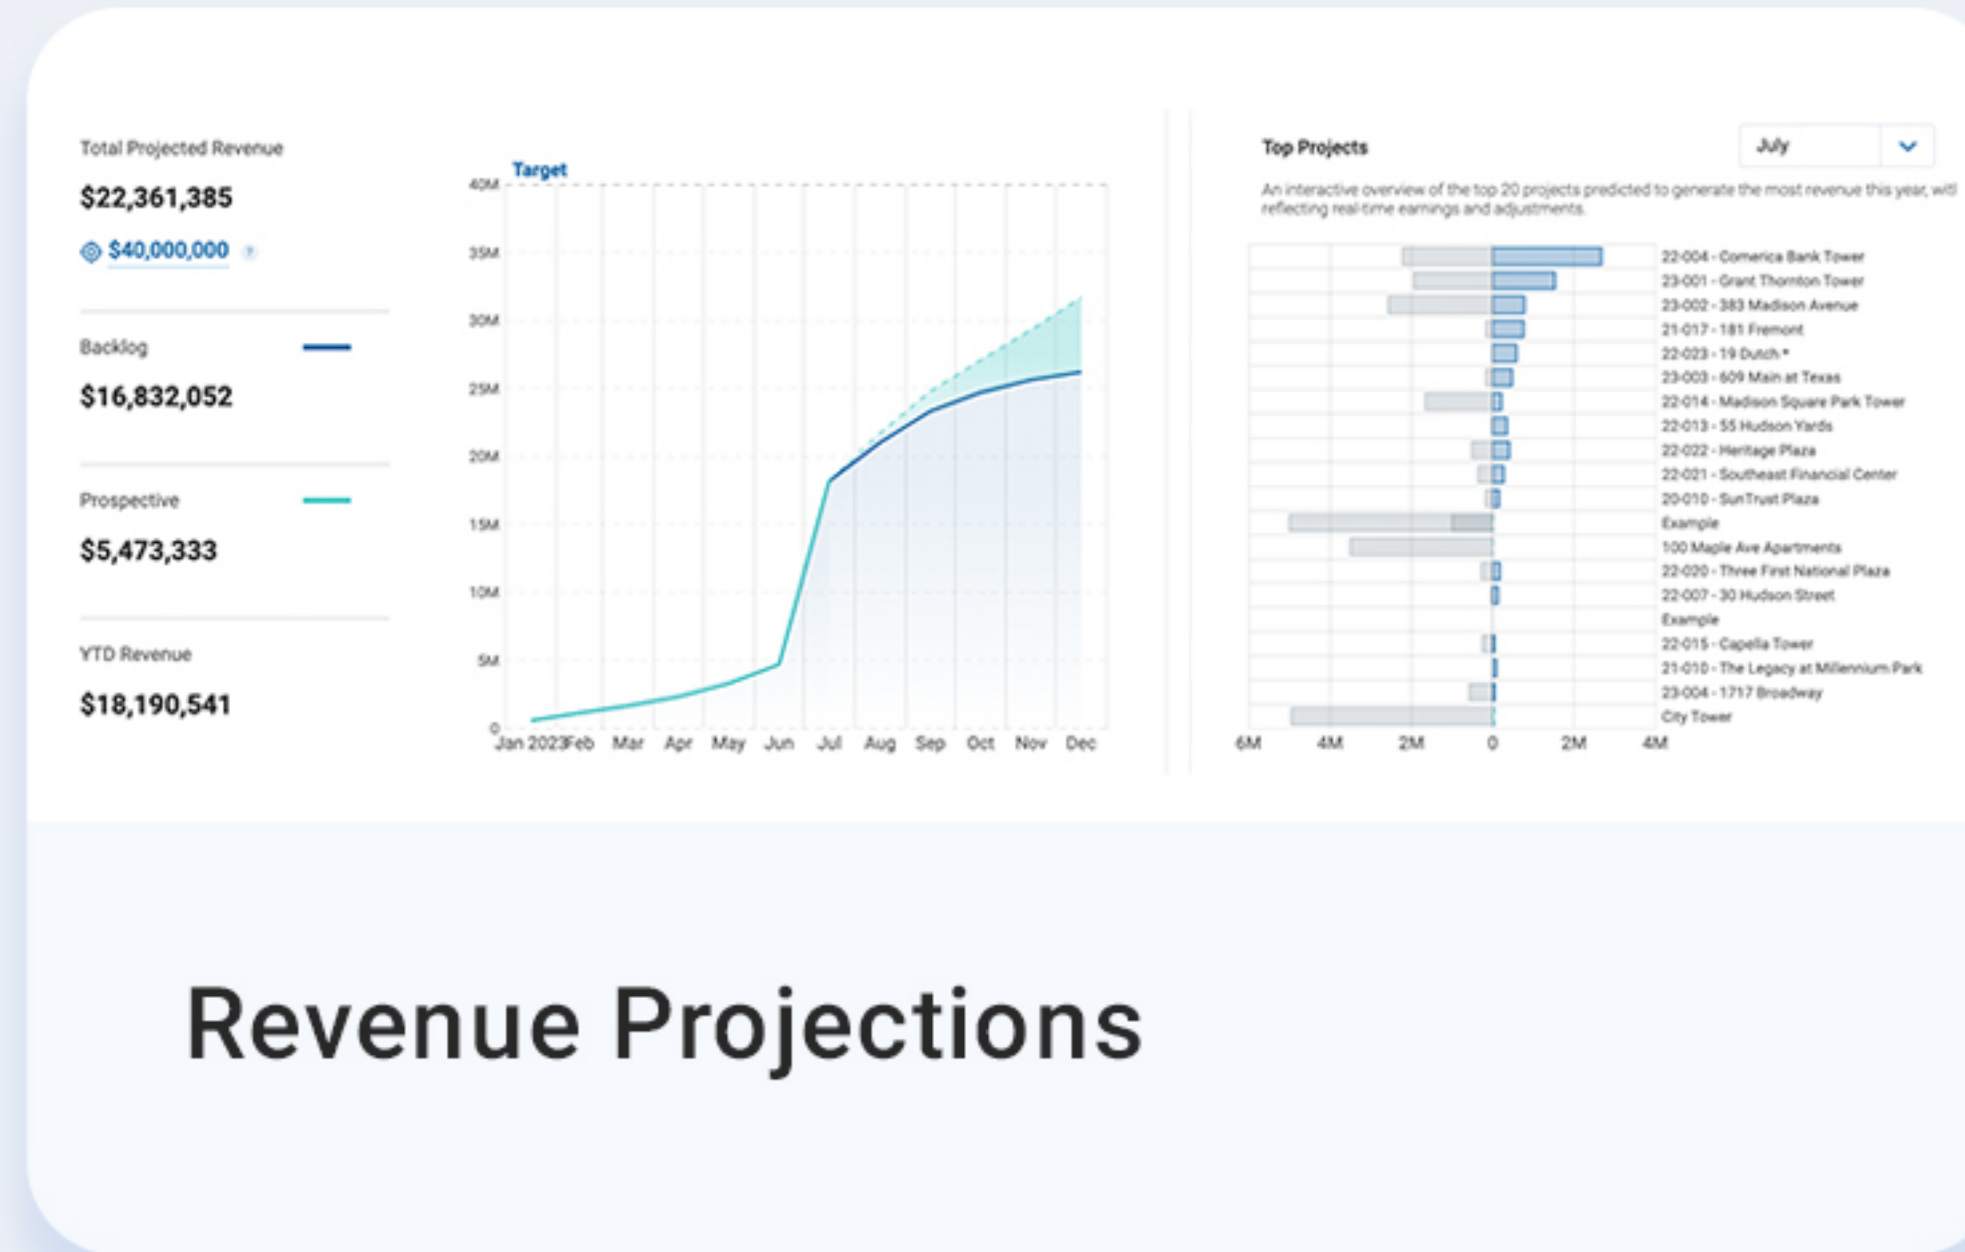 Total Projected Revenue
$22,361,385
$40,000,000 ?
Backlog
$16,832,052
Prospective
$5,473,333
YTD Revenue
$18,190,541
Target
40M
35M
30M
25M
20M
15M
10M
5M
0
Jan 2023 Feb Mar Apr May Jun Jul Aug Sep Oct Nov Dec
Top Projects
July
An interactive overview of the top 20 projects predicted to generate the most revenue this year, witl
reflecting real-time earnings and adjustments.
22-004 - Comerica Bank Tower
23-001 - Grant Thornton Tower
23-002 - 383 Madison Avenue
21-017 - 181 Fremont
22-023 - 19 Dutch *
23-003 - 609 Main at Texas
22-014 - Madison Square Park Tower
22-013 - 55 Hudson Yards
22-022 - Heritage Plaza
22-021 - Southeast Financial Center
20-010 - SunTrust Plaza
Example
100 Maple Ave Apartments
22-020 - Three First National Plaza
22-007 - 30 Hudson Street
Example
22-015 - Capella Tower
21-010 - The Legacy at Millennium Park
23-004 - 1717 Broadway
City Tower
6M 4M 2M 0 2M 4M
Revenue Projections